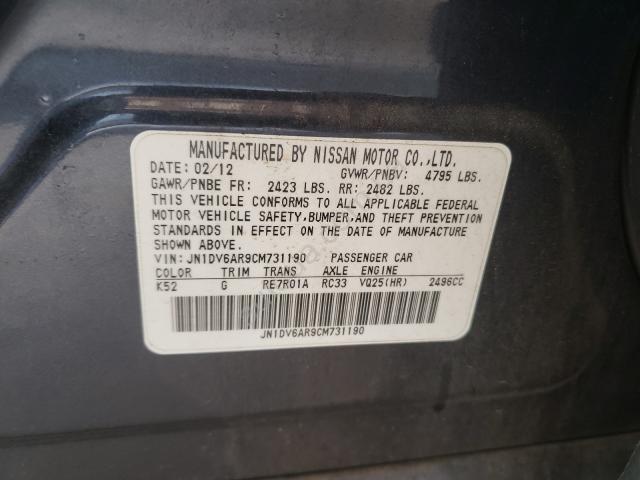 MANUFACTURED BY NISSAN MOTOR CO.,LTD.
DATE: 02/12 GVWR/PNBV: 4795 LBS.
GAWR/PNBE FR: 2423 LBS. RR: 2482 LBS.
THIS VEHICLE CONFORMS TO ALL APPLICABLE FEDERAL
MOTOR VEHICLE SAFETY,BUMPER,AND THEFT PREVENTION
STANDARDS IN EFFECT ON THE DATE OF MANUFACTURE
SHOWN ABOVE.
VIN: JN1DV6AR9CM731190 PASSENGER CAR
COLOR TRIM TRANS AXLE ENGINE
K52 G RE7R01A RC33 VQ25(HR) 2496CC
JN1DV6AR9CM731190